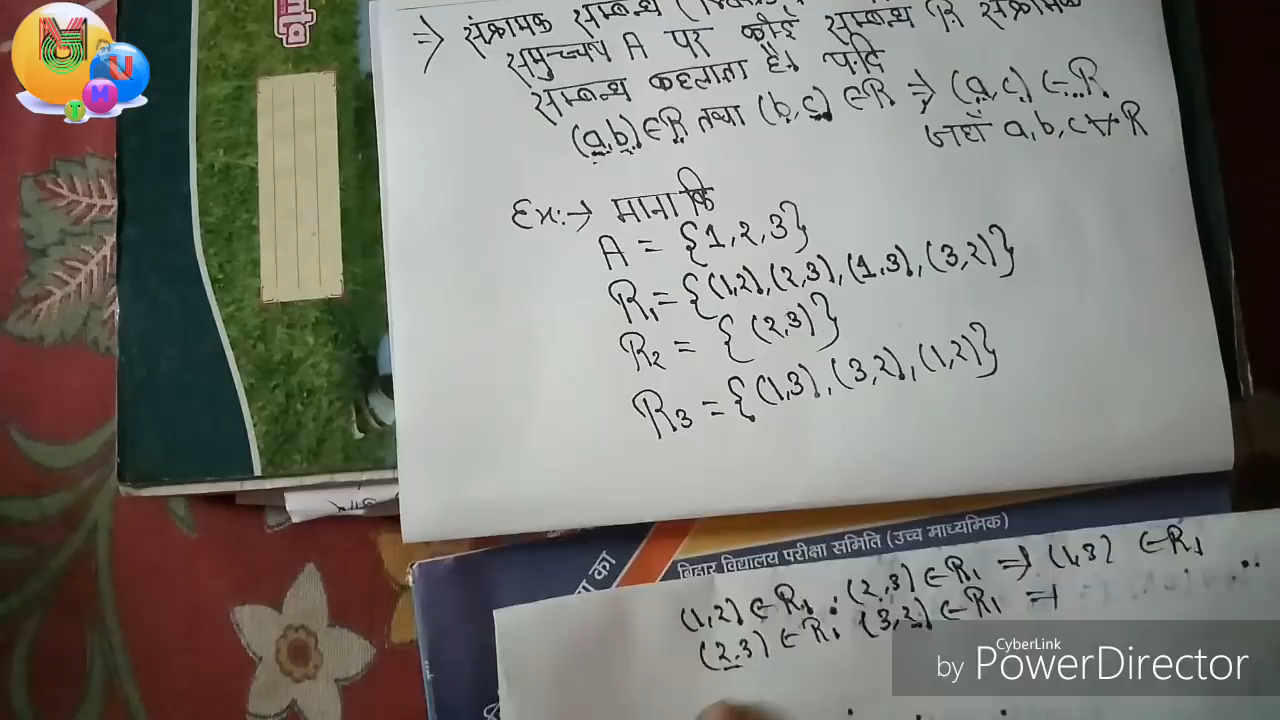 ⇒ संक्रामक सम्बन्ध
समुच्चय A पर कोई सम्बन्ध R संक्रामक
सम्बन्ध कहलाता है। यदि
(a,b)∈R तथा (b,c)∈R ⇒ (a,c)∈R
जहाँ a,b,c ∀ R
Ex:→ माना कि
A = {1,2,3}
R₁ = {(1,2),(2,3),(1,3),(3,2)}
R₂ = {(2,3)}
R₃ = {(1,3),(3,2),(1,2)}
बिहार विद्यालय परीक्षा समिति (उच्च माध्यमिक)
का
(1,2)∈R₁ : (2,3)∈R₁ ⇒ (1,3) ∈R₁
(2,3)∈R₁ (3,2)∈R₁ ⇒
M
U
H
T
CyberLink
by PowerDirector